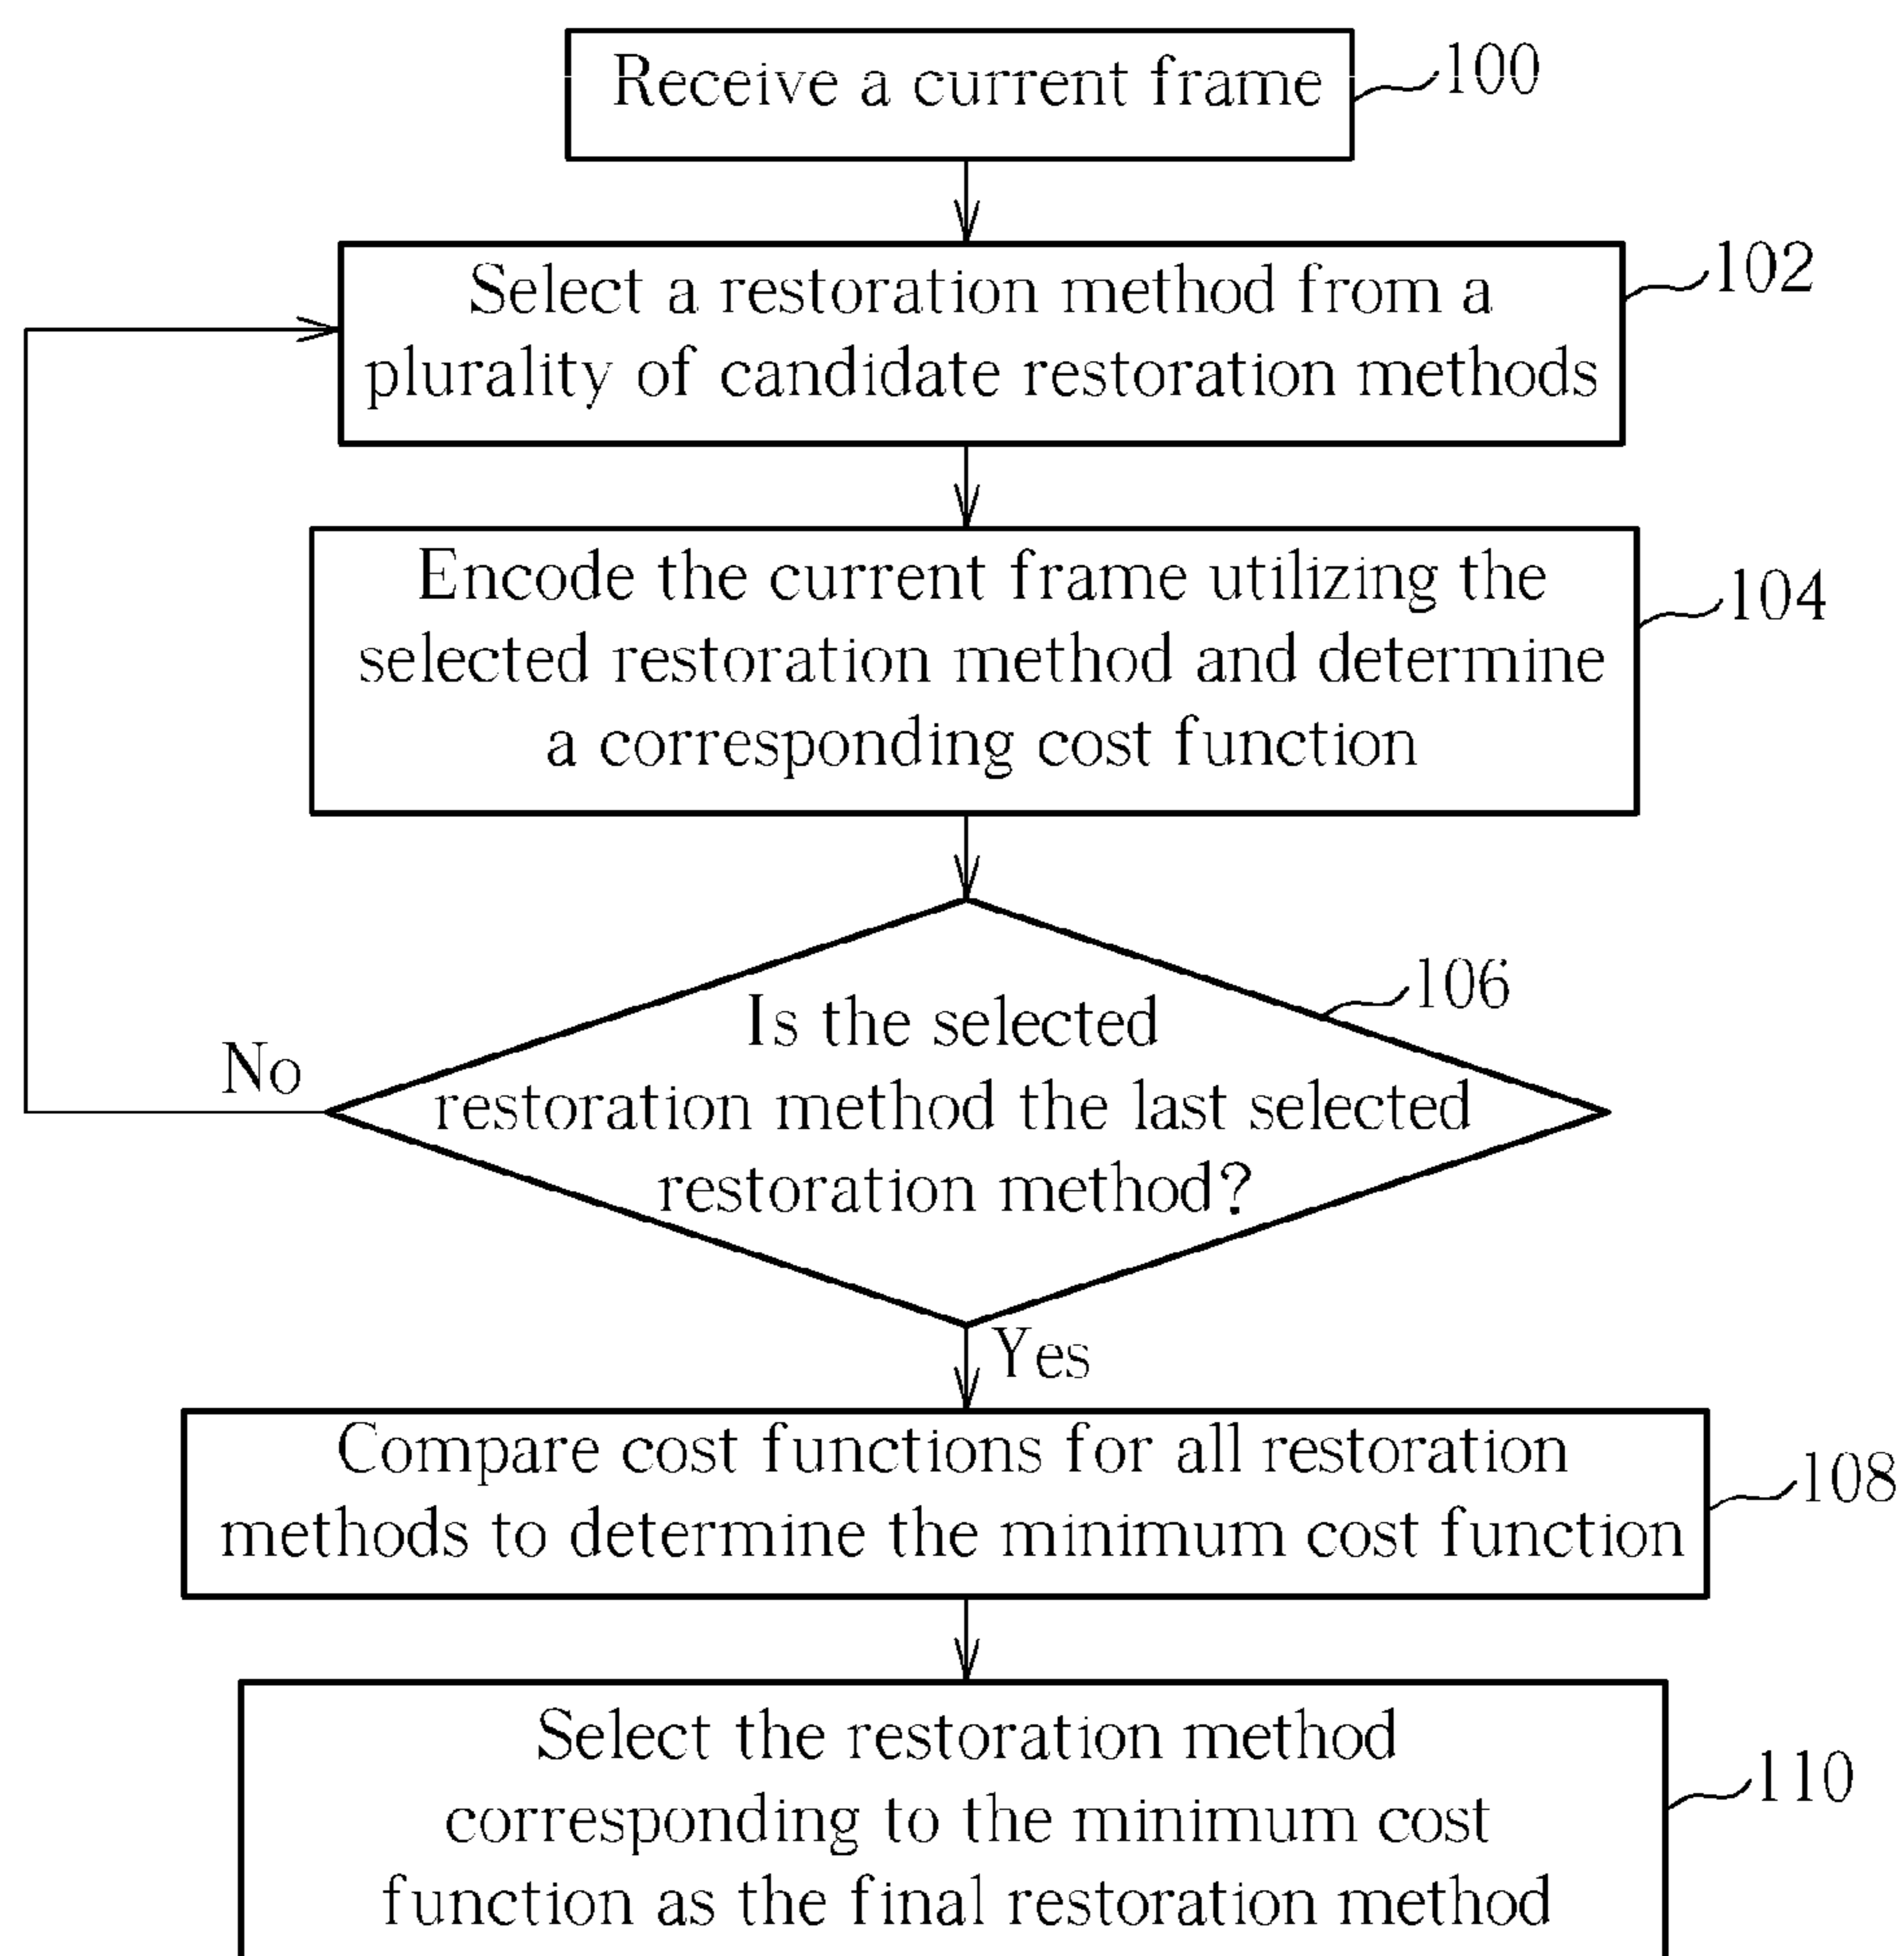 Receive a current frame
100
Select a restoration method from a
plurality of candidate restoration methods
102
Encode the current frame utilizing the
selected restoration method and determine
a corresponding cost function
104
Is the selected
restoration method the last selected
restoration method?
106
No
Yes
Compare cost functions for all restoration
methods to determine the minimum cost function
108
Select the restoration method
corresponding to the minimum cost
function as the final restoration method
110